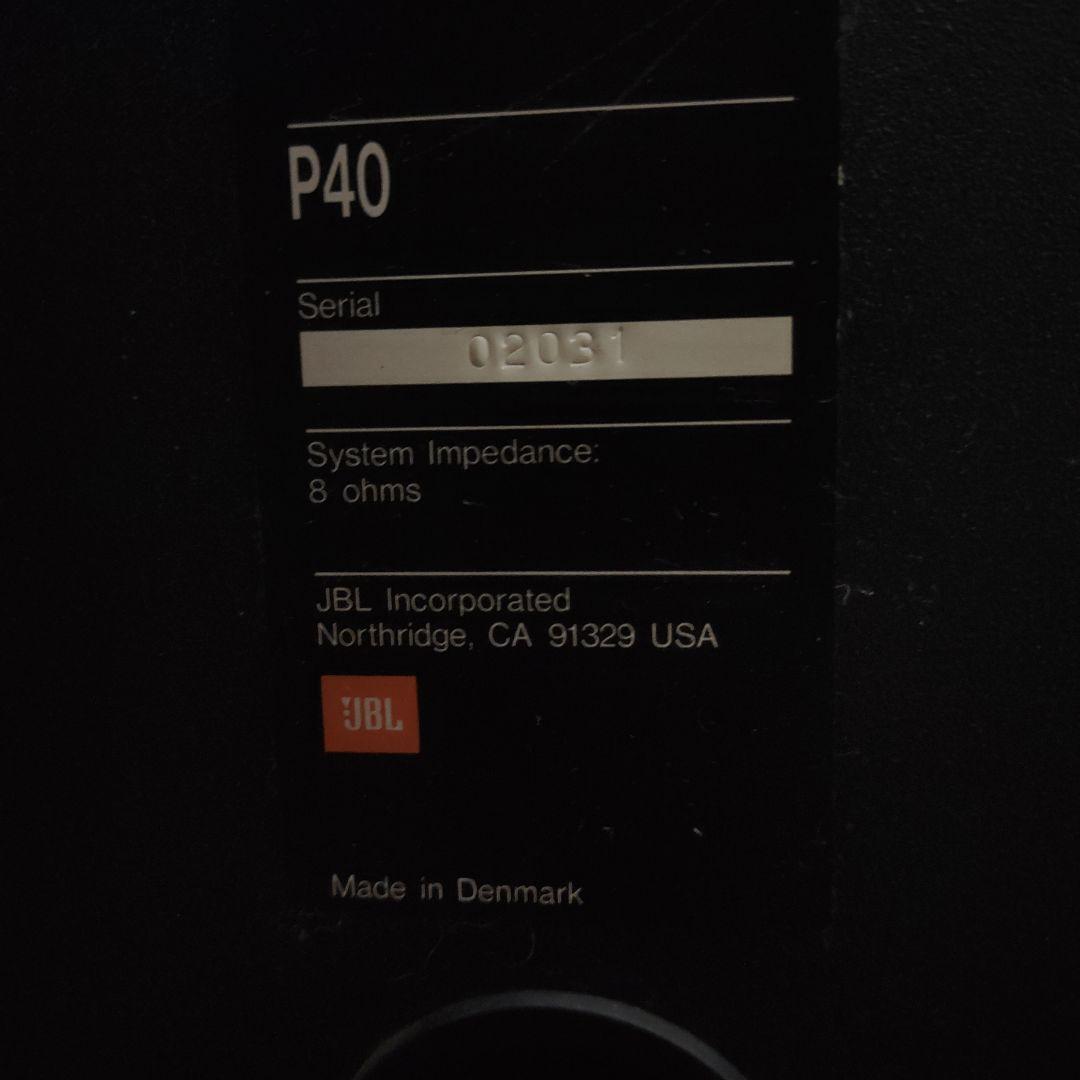 P40
Serial
02031
System Impedance:
8 ohms
JBL Incorporated
Northridge, CA 91329 USA
JBL
Made in Denmark